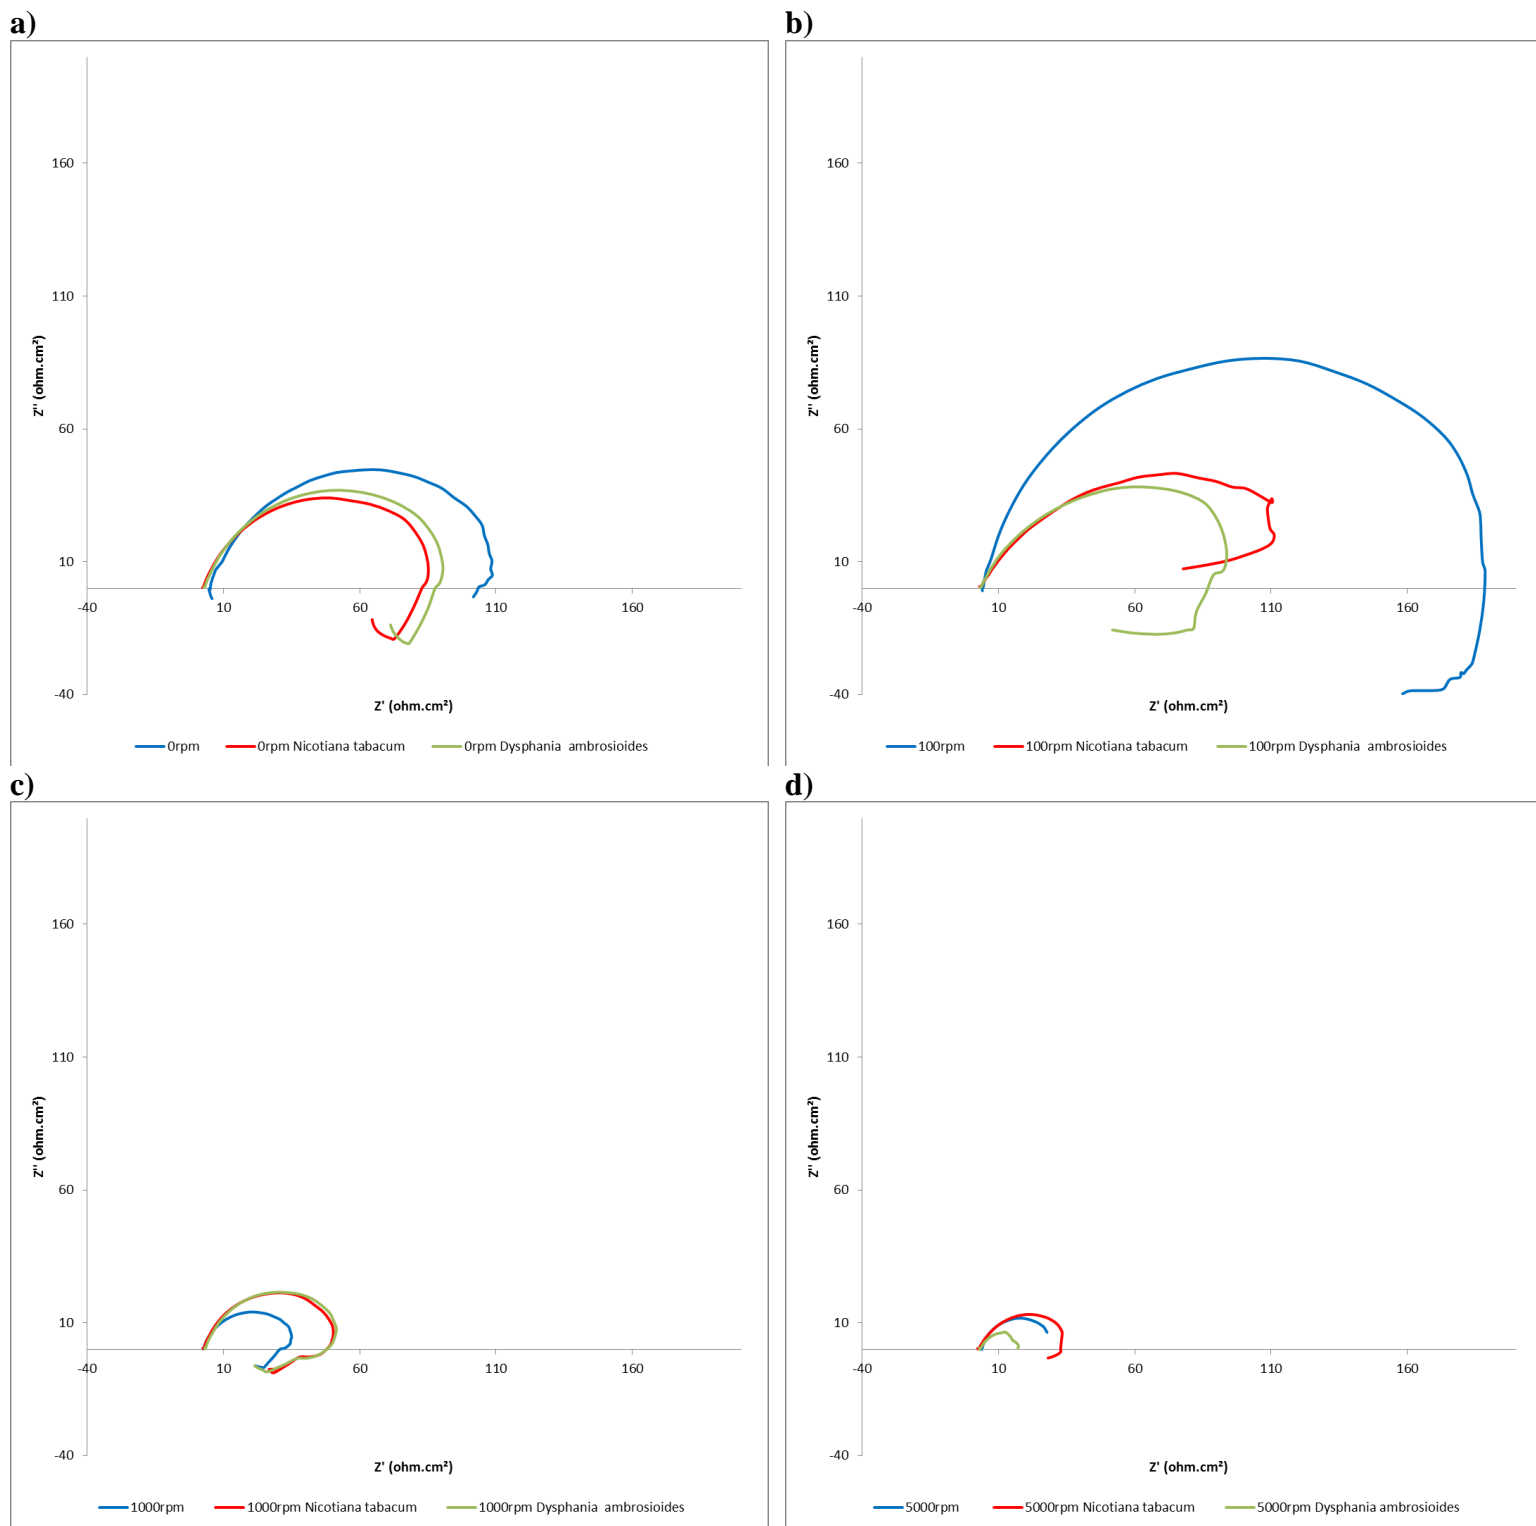 a)
160
110
60
10
-40
-40 10 60 110 160
Z'' (ohm.cm²)
Z' (ohm.cm²)
0rpm 0rpm Nicotiana tabacum 0rpm Dysphania ambrosioides
b)
160
110
60
10
-40
-40 10 60 110 160
Z'' (ohm.cm²)
Z' (ohm.cm²)
100rpm 100rpm Nicotiana tabacum 100rpm Dysphania ambrosioides
c)
160
110
60
10
-40
-40 10 60 110 160
Z'' (ohm.cm²)
Z' (ohm.cm²)
1000rpm 1000rpm Nicotiana tabacum 1000rpm Dysphania ambrosioides
d)
160
110
60
10
-40
-40 10 60 110 160
Z'' (ohm.cm²)
Z' (ohm.cm²)
5000rpm 5000rpm Nicotiana tabacum 5000rpm Dysphania ambrosioides